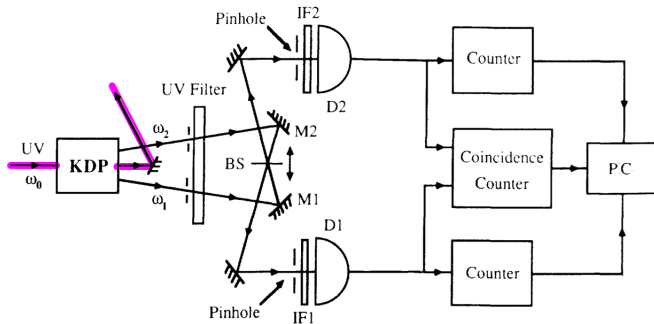 Pinhole
IF2
D2
Counter
UV Filter
UV
ω₀
KDP
ω₂
ω₁
M2
BS
M1
Coincidence
Counter
PC
D1
Pinhole
IF1
Counter